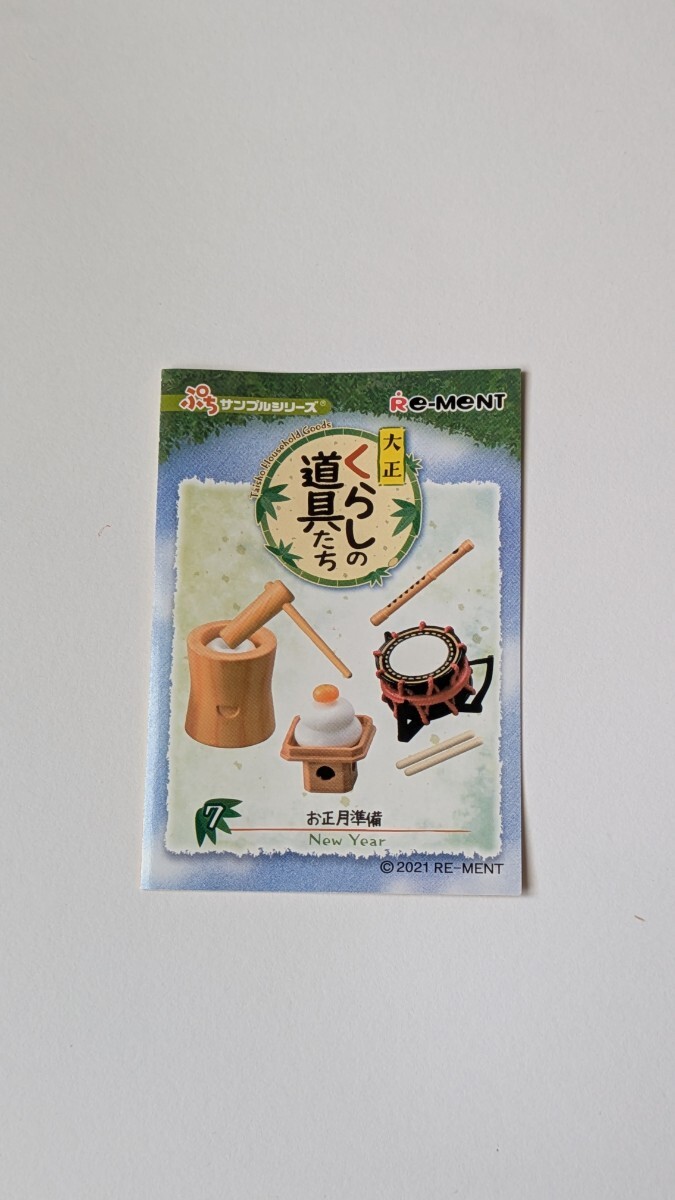 ぷちサンプルシリーズ®
Re-MeNT
Taisho Household Goods
大正
くらしの
道具たち
7
お正月準備
New Year
©2021 RE-MENT